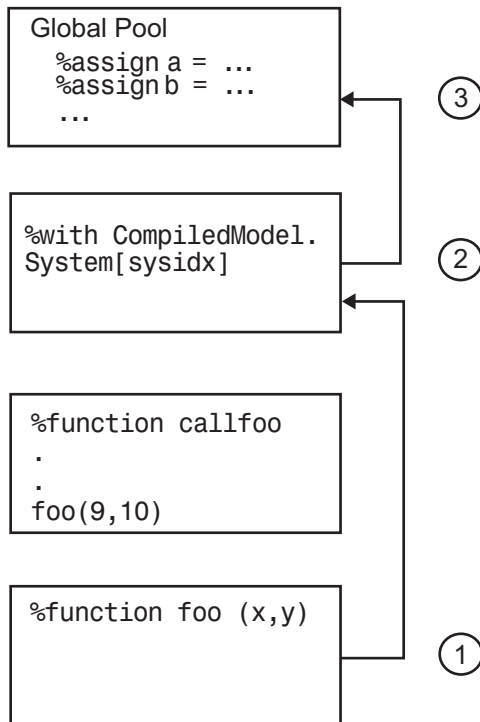 Global Pool
%assign a = ...
%assign b = ...
...
3
%with CompiledModel.
System[sysidx]
2
%function callfoo
.
.
foo(9,10)
%function foo (x,y)
1